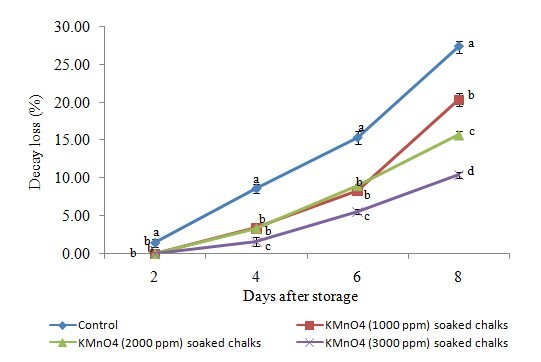 30.00
a
25.00
b
20.00
a
c
15.00
a
d
10.00
b
b
5.00
b
b
c
a
c
b
b
b
0.00
2 4 6 8
Decay loss (%)
Days after storage
Control
KMnO4 (1000 ppm) soaked chalks
KMnO4 (2000 ppm) soaked chalks
KMnO4 (3000 ppm) soaked chalks